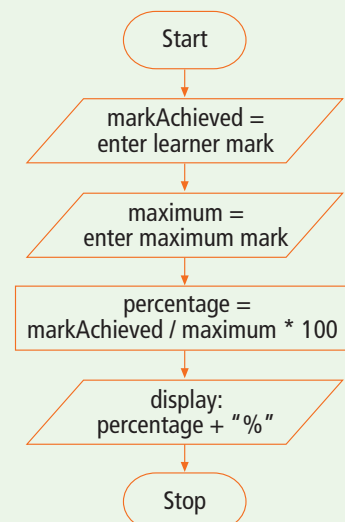 Start
markAchieved =
enter learner mark
maximum =
enter maximum mark
percentage =
markAchieved / maximum * 100
display:
percentage + “%”
Stop